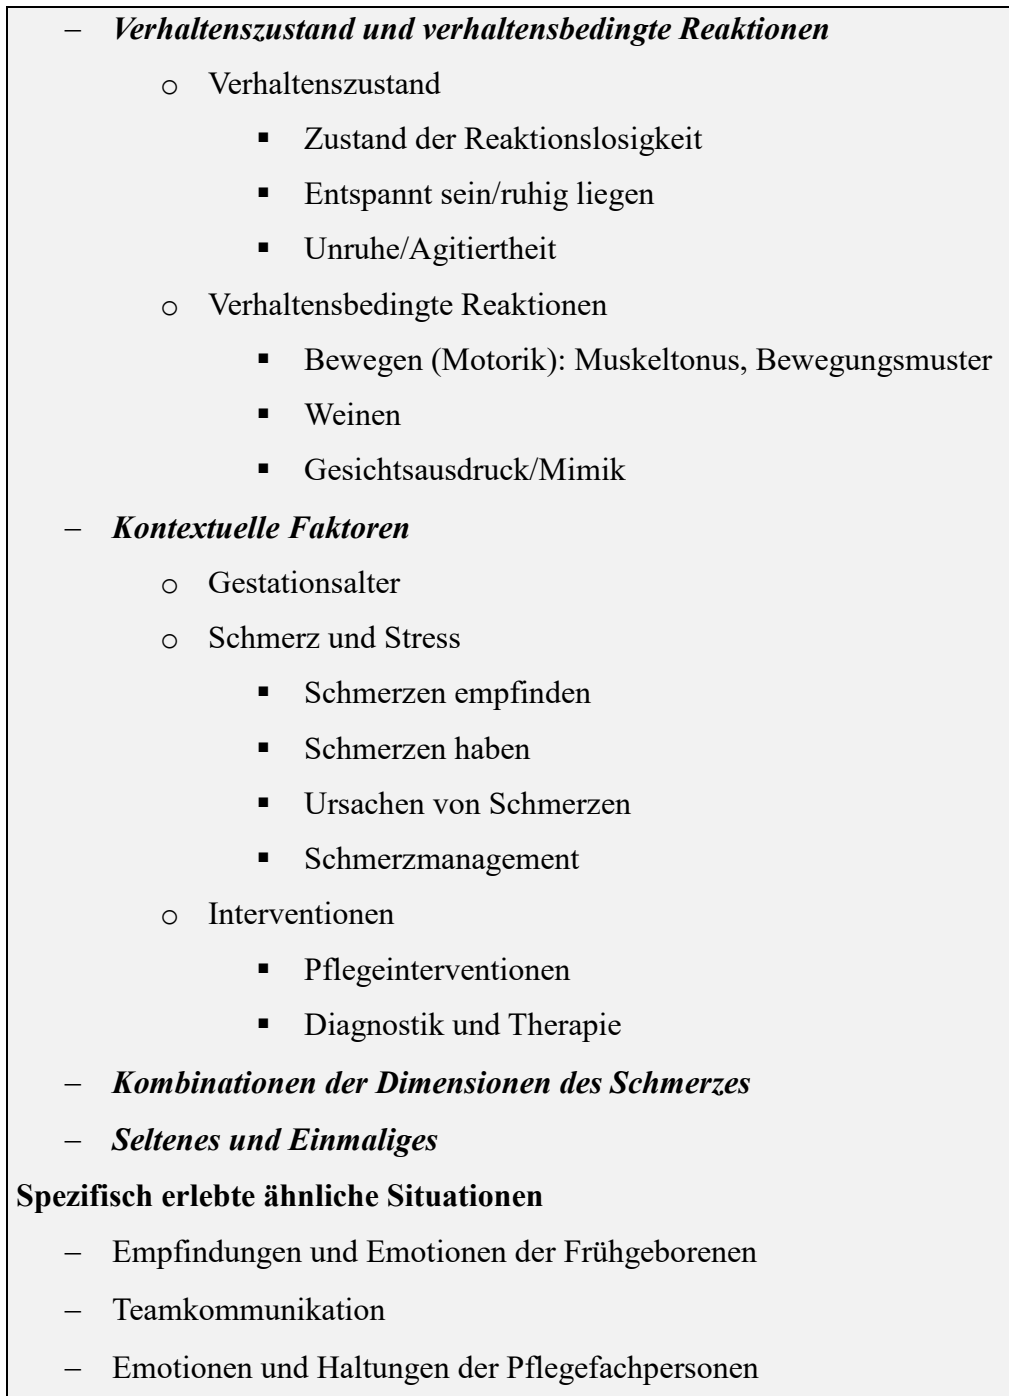 – Verhaltenszustand und verhaltensbedingte Reaktionen
o Verhaltenszustand
▪ Zustand der Reaktionslosigkeit
▪ Entspannt sein/ruhig liegen
▪ Unruhe/Agitiertheit
o Verhaltensbedingte Reaktionen
▪ Bewegen (Motorik): Muskeltonus, Bewegungsmuster
▪ Weinen
▪ Gesichtsausdruck/Mimik
– Kontextuelle Faktoren
o Gestationsalter
o Schmerz und Stress
▪ Schmerzen empfinden
▪ Schmerzen haben
▪ Ursachen von Schmerzen
▪ Schmerzmanagement
o Interventionen
▪ Pflegeinterventionen
▪ Diagnostik und Therapie
– Kombinationen der Dimensionen des Schmerzes
– Seltenes und Einmaliges
Spezifisch erlebte ähnliche Situationen
– Empfindungen und Emotionen der Frühgeborenen
– Teamkommunikation
– Emotionen und Haltungen der Pflegefachpersonen